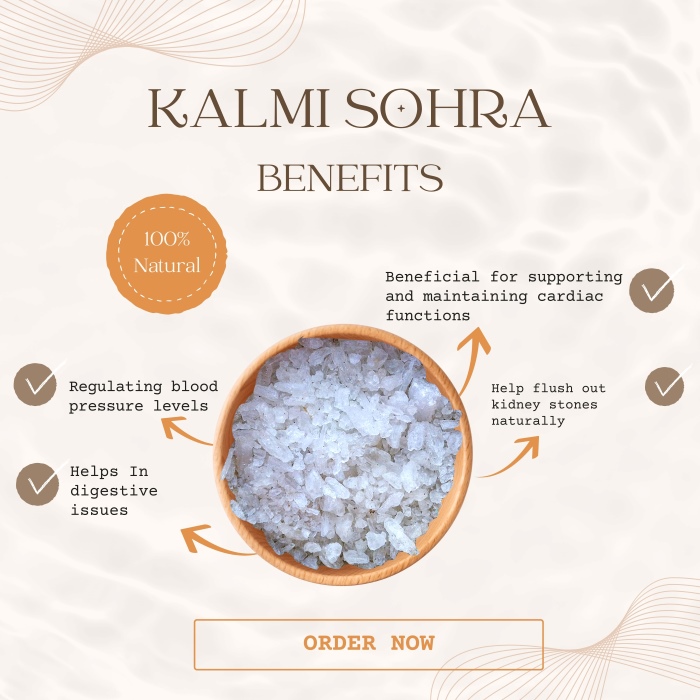 KALMI SOHRA
BENEFITS
100%
Natural
Beneficial for supporting
and maintaining cardiac
functions
Regulating blood
pressure levels
Help flush out
kidney stones
naturally
Helps In
digestive
issues
ORDER NOW